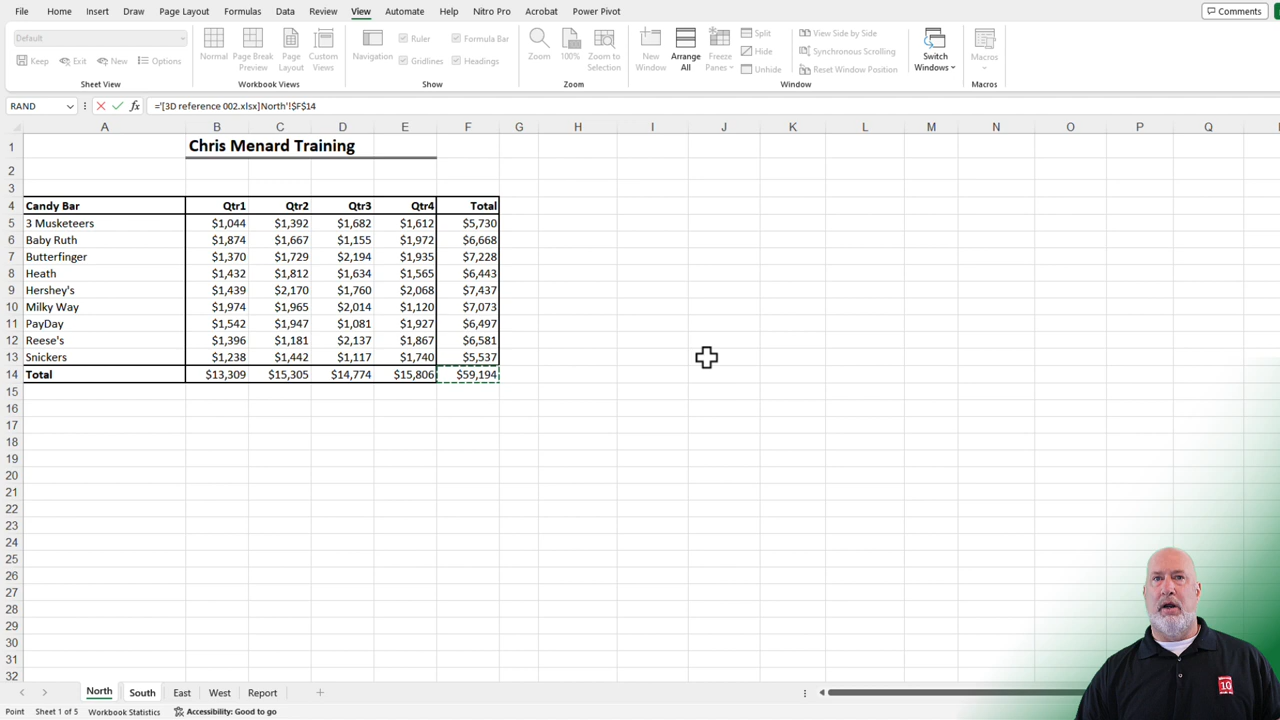 File Home Insert Draw Page Layout Formulas Data Review View Automate Help Nitro Pro Acrobat Power Pivot Comments
Default
Keep Exit New Options
Sheet View
Normal Page Break Preview Page Layout Custom Views
Workbook Views
Navigation Ruler Formula Bar Gridlines Headings
Show
Zoom 100% Zoom to Selection
Zoom
New Window Arrange All Freeze Panes Split Hide Unhide View Side by Side Synchronous Scrolling Reset Window Position Switch Windows
Window
Macros
Macros
RAND fx ='[3D reference 002.xlsx]North'!$F$14
A B C D E F G H I J K L M N O P Q
1 Chris Menard Training
2
3
4 Candy Bar Qtr1 Qtr2 Qtr3 Qtr4 Total
5 3 Musketeers $1,044 $1,392 $1,682 $1,612 $5,730
6 Baby Ruth $1,874 $1,667 $1,155 $1,972 $6,668
7 Butterfinger $1,370 $1,729 $2,194 $1,935 $7,228
8 Heath $1,432 $1,812 $1,634 $1,565 $6,443
9 Hershey's $1,439 $2,170 $1,760 $2,068 $7,437
10 Milky Way $1,974 $1,965 $2,014 $1,120 $7,073
11 PayDay $1,542 $1,947 $1,081 $1,927 $6,497
12 Reese's $1,396 $1,181 $2,137 $1,867 $6,581
13 Snickers $1,238 $1,442 $1,117 $1,740 $5,537
14 Total $13,309 $15,305 $14,774 $15,806 $59,194
15
16
17
18
19
20
21
22
23
24
25
26
27
28
29
30
31
32
North South East West Report
Point Sheet 1 of 5 Workbook Statistics Accessibility: Good to go